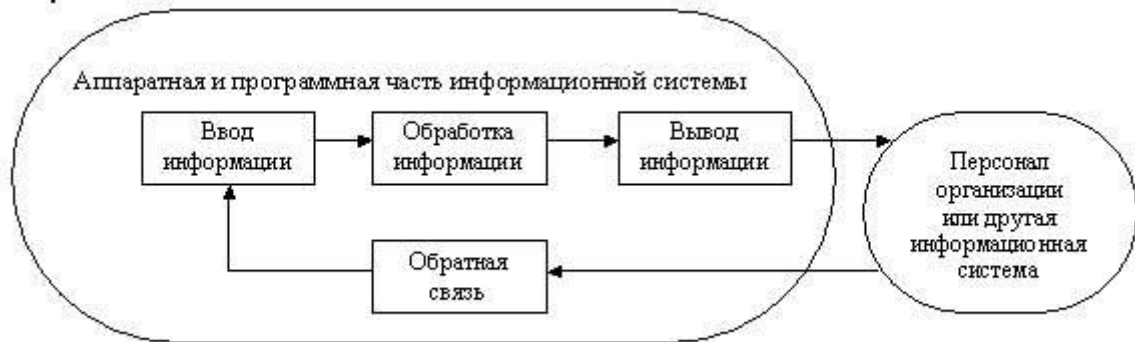 Аппаратная и программная часть информационной системы
Ввод
информации
Обработка
информации
Вывод
информации
Персонал
организации
или другая
информационная
система
Обратная
связь